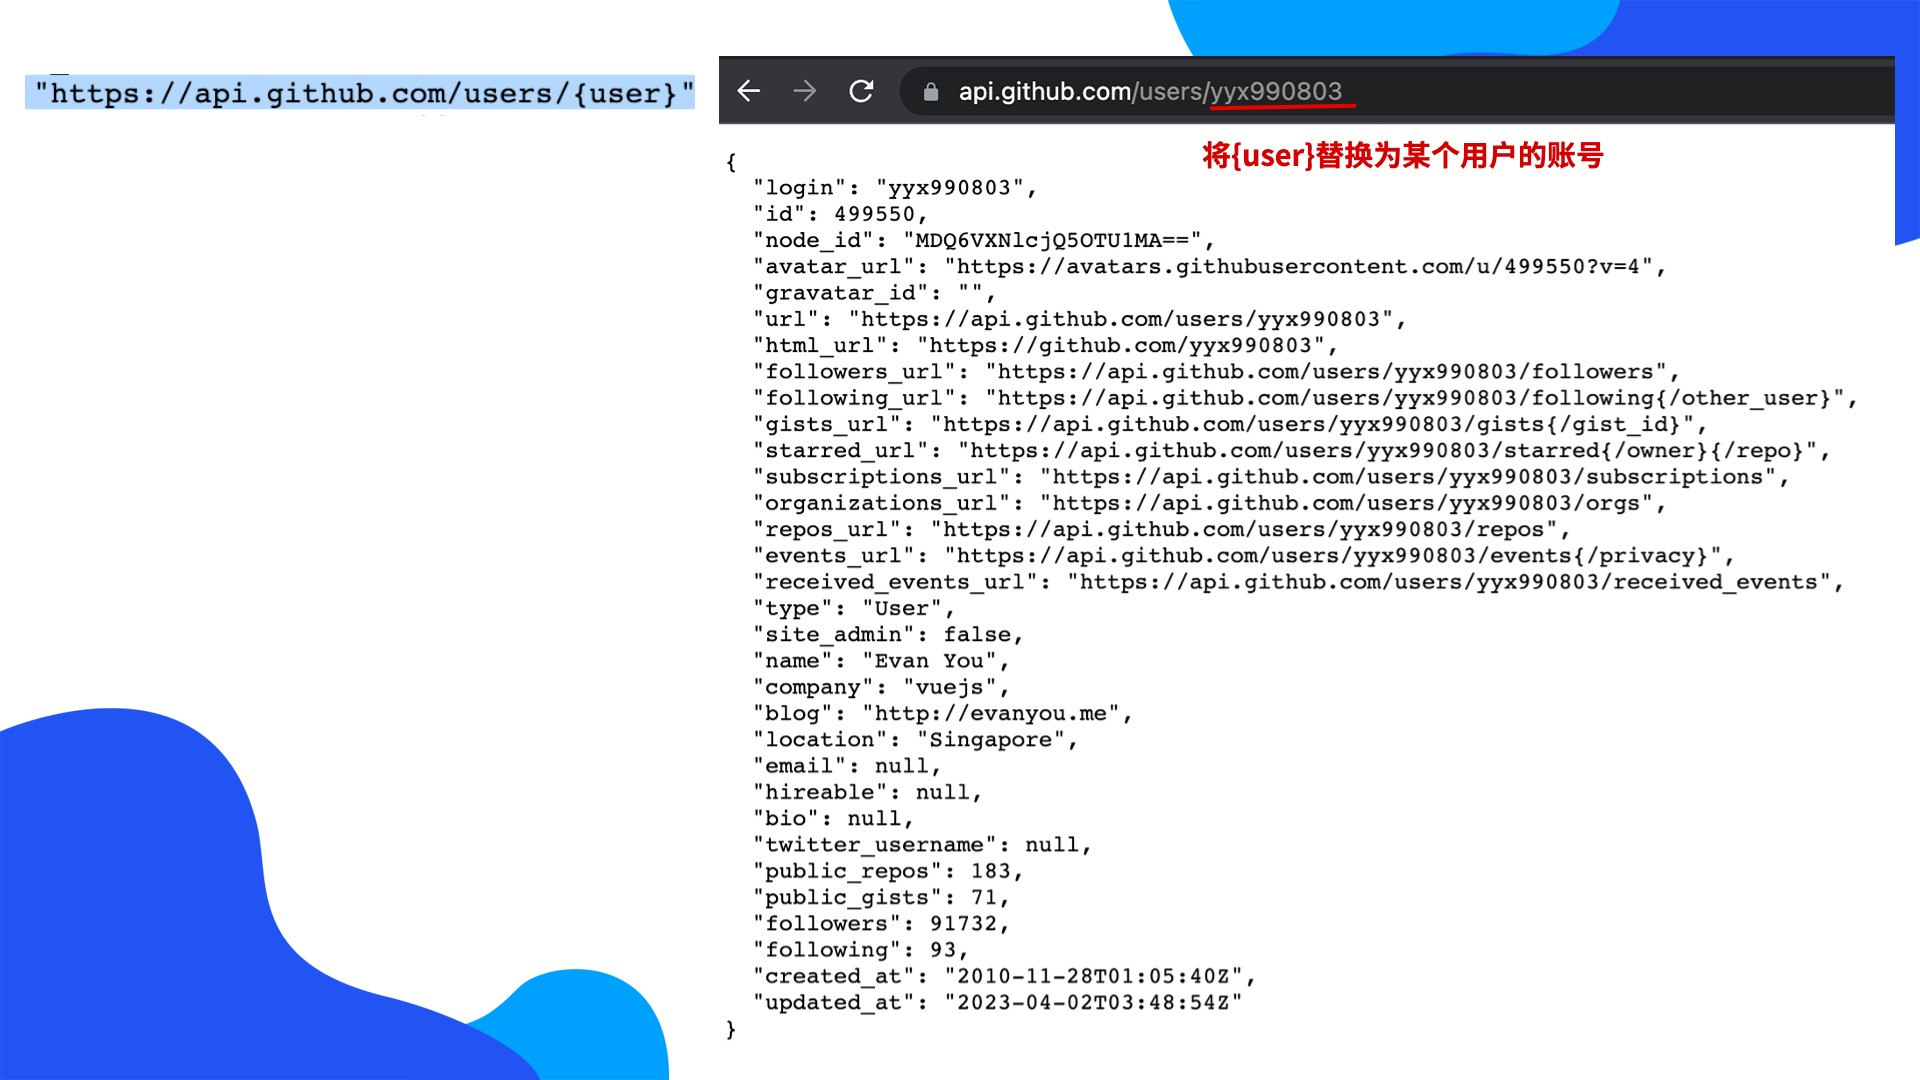 "https://api.github.com/users/{user}"
api.github.com/users/yyx990803
将{user}替换为某个用户的账号
{
"login": "yyx990803",
"id": 499550,
"node_id": "MDQ6VXNlcjQ5OTU1MA==",
"avatar_url": "https://avatars.githubusercontent.com/u/499550?v=4",
"gravatar_id": "",
"url": "https://api.github.com/users/yyx990803",
"html_url": "https://github.com/yyx990803",
"followers_url": "https://api.github.com/users/yyx990803/followers",
"following_url": "https://api.github.com/users/yyx990803/following{/other_user}",
"gists_url": "https://api.github.com/users/yyx990803/gists{/gist_id}",
"starred_url": "https://api.github.com/users/yyx990803/starred{/owner}{/repo}",
"subscriptions_url": "https://api.github.com/users/yyx990803/subscriptions",
"organizations_url": "https://api.github.com/users/yyx990803/orgs",
"repos_url": "https://api.github.com/users/yyx990803/repos",
"events_url": "https://api.github.com/users/yyx990803/events{/privacy}",
"received_events_url": "https://api.github.com/users/yyx990803/received_events",
"type": "User",
"site_admin": false,
"name": "Evan You",
"company": "vuejs",
"blog": "http://evanyou.me",
"location": "Singapore",
"email": null,
"hireable": null,
"bio": null,
"twitter_username": null,
"public_repos": 183,
"public_gists": 71,
"followers": 91732,
"following": 93,
"created_at": "2010-11-28T01:05:40Z",
"updated_at": "2023-04-02T03:48:54Z"
}